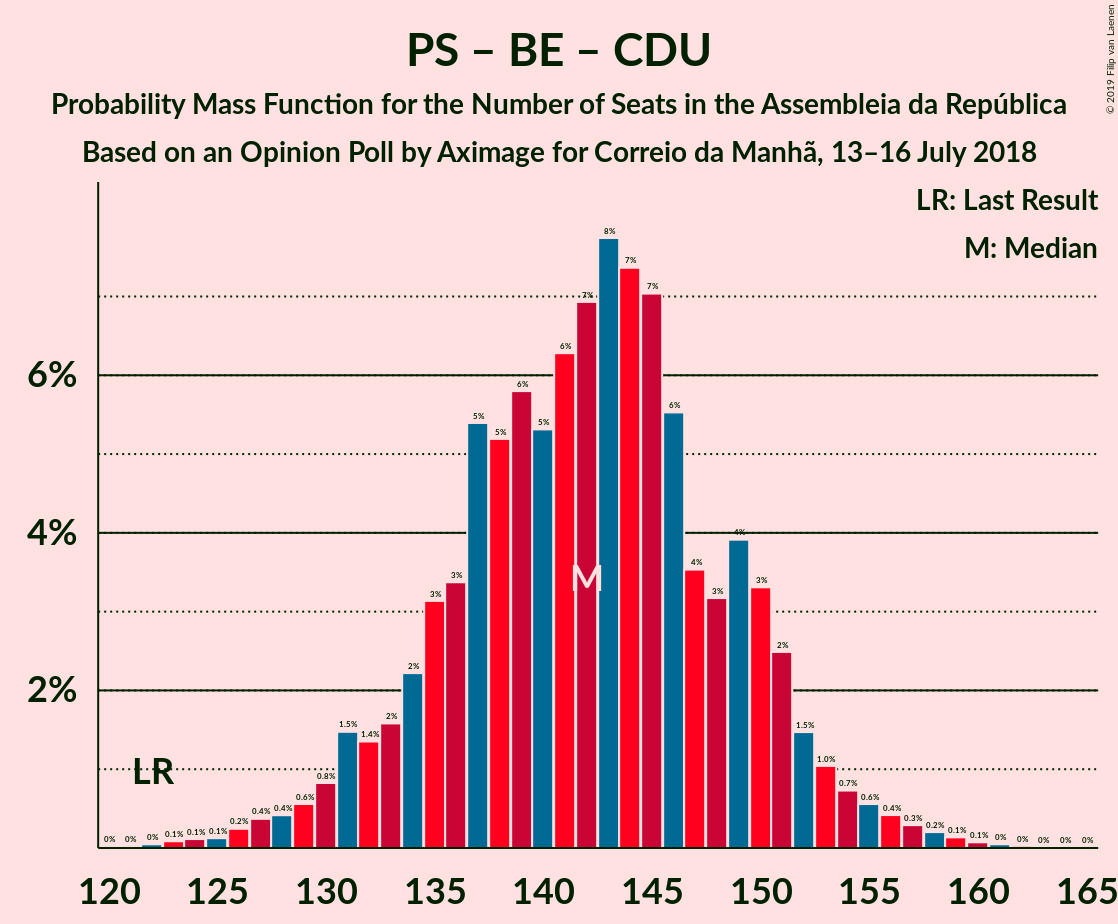 © 2019 Filip van Laenen
PS – BE – CDU
Probability Mass Function for the Number of Seats in the Assembleia da República
Based on an Opinion Poll by Aximage for Correio da Manhã, 13–16 July 2018
LR: Last Result
M: Median
6%
4%
2%
LR
M
0% 0% 0% 0.1% 0.1% 0.1% 0.2% 0.4% 0.4% 0.6% 0.8% 1.5% 1.4% 2% 2% 3% 3% 5% 5% 6% 5% 6% 7% 8% 7% 7% 6% 4% 3% 4% 3% 2% 1.5% 1.0% 0.7% 0.6% 0.4% 0.3% 0.2% 0.1% 0.1% 0% 0% 0% 0% 0%
120 125 130 135 140 145 150 155 160 165